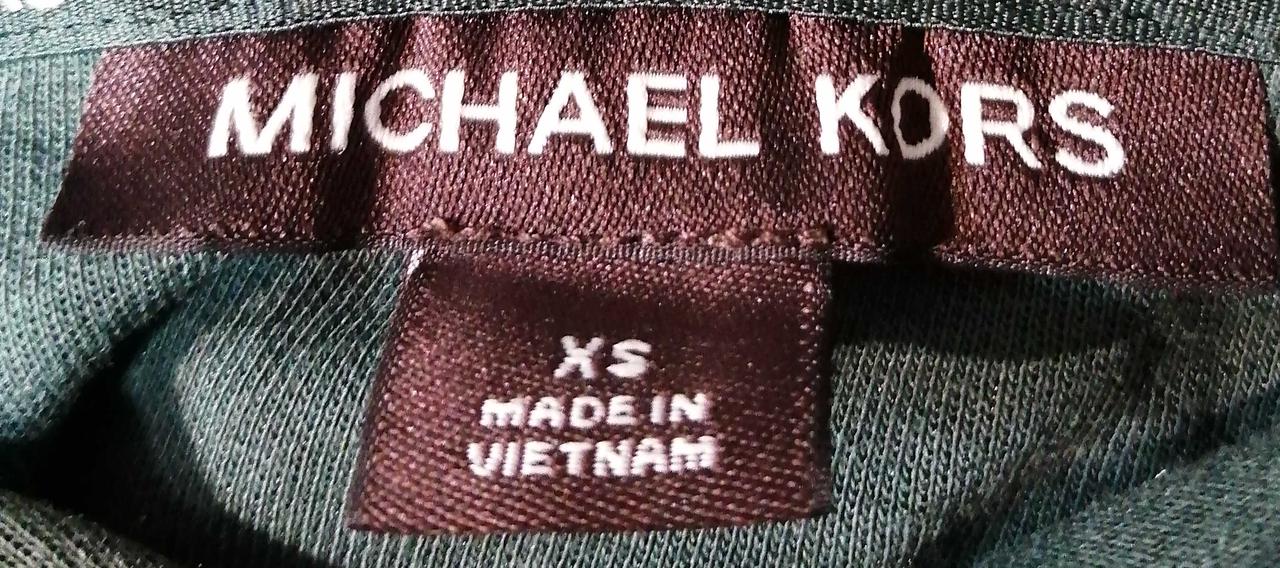 MICHAEL KORS
XS
MADE IN
VIETNAM